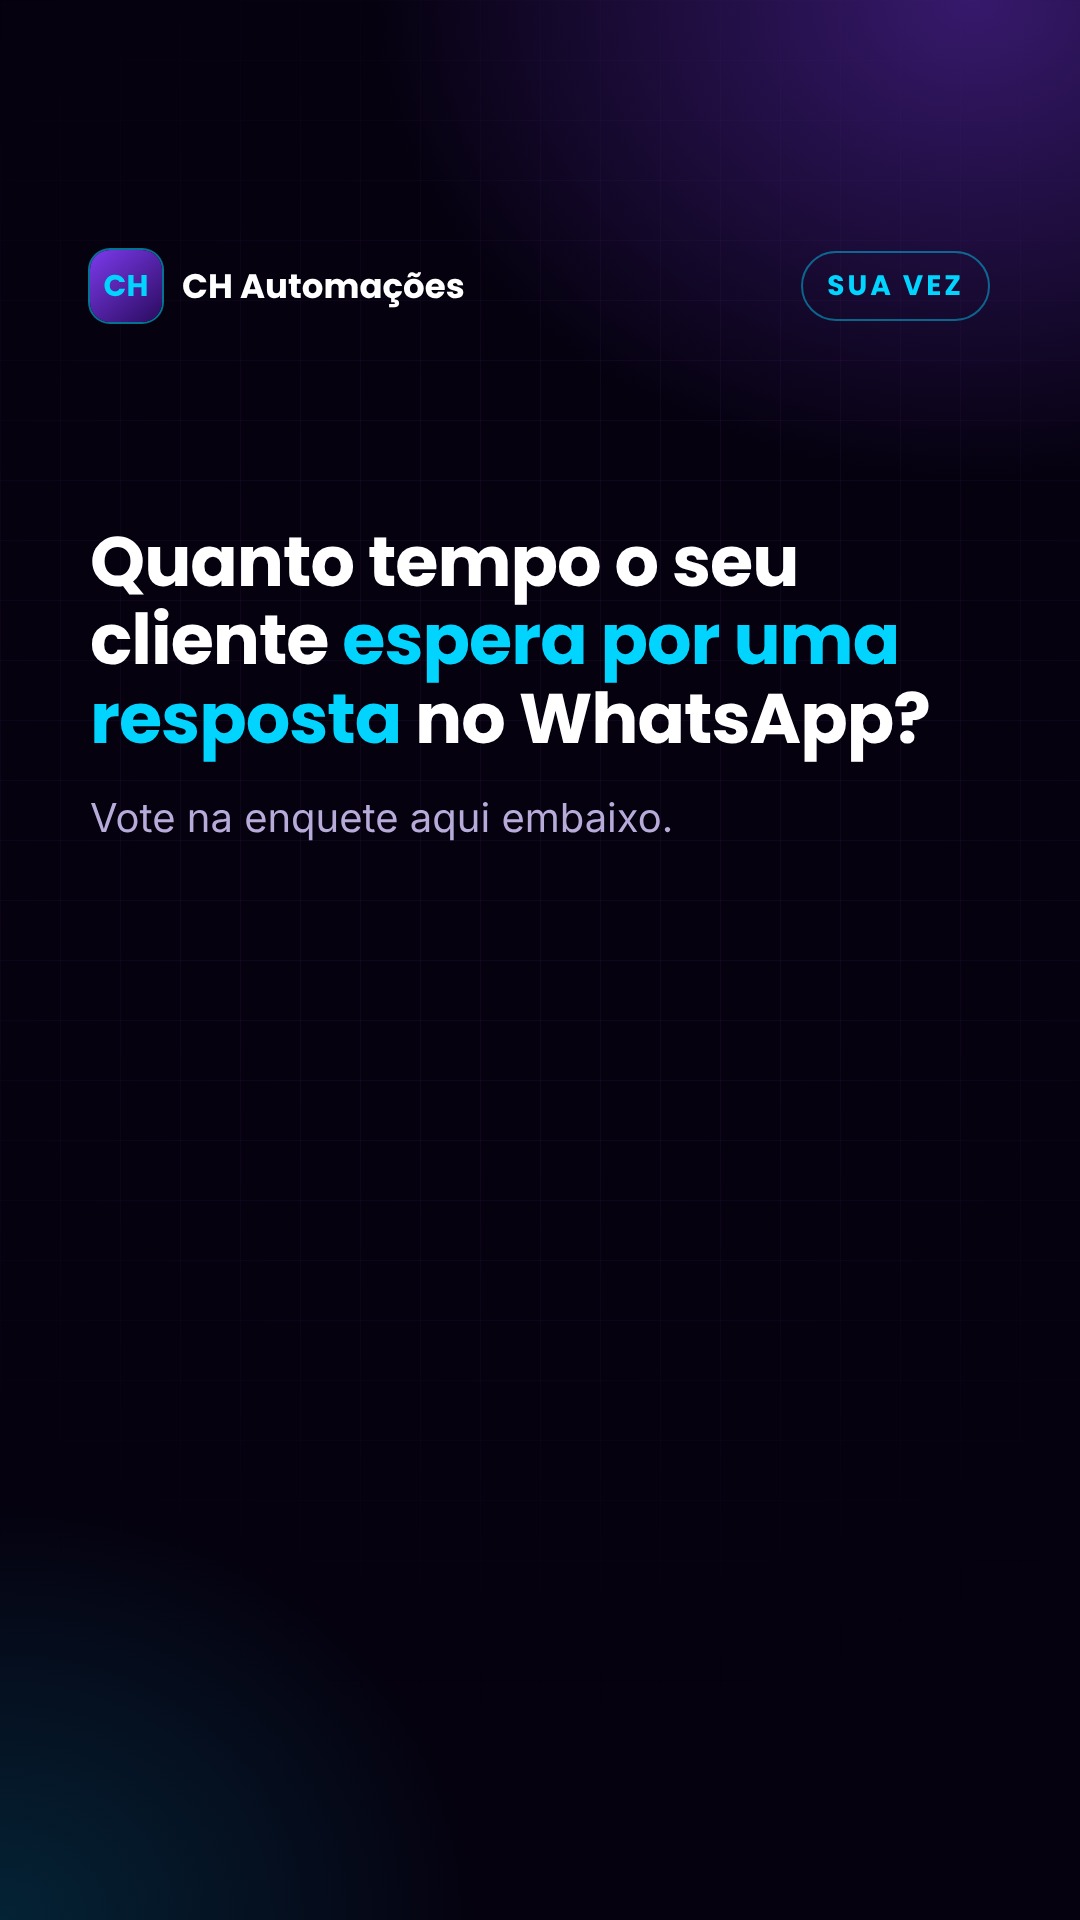 CH
CH Automações
SUA VEZ
Quanto tempo o seu
cliente espera por uma
resposta no WhatsApp?
Vote na enquete aqui embaixo.